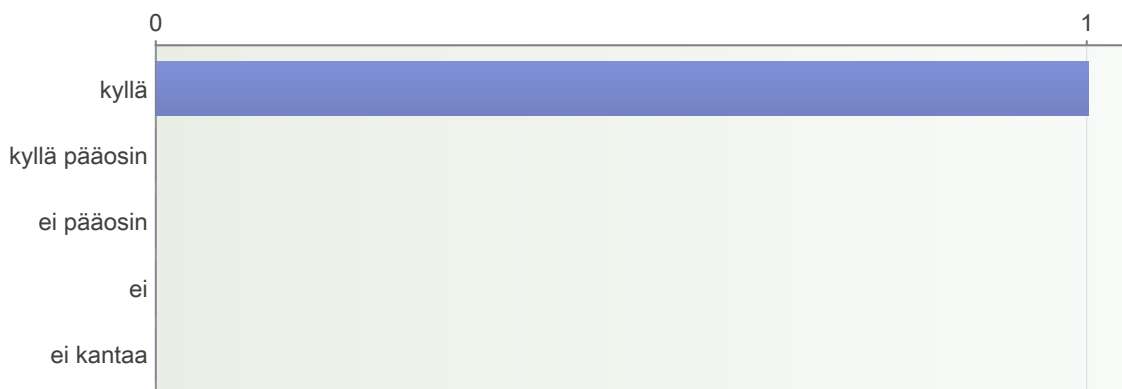 0 1
kyllä
kyllä pääosin
ei pääosin
ei
ei kantaa